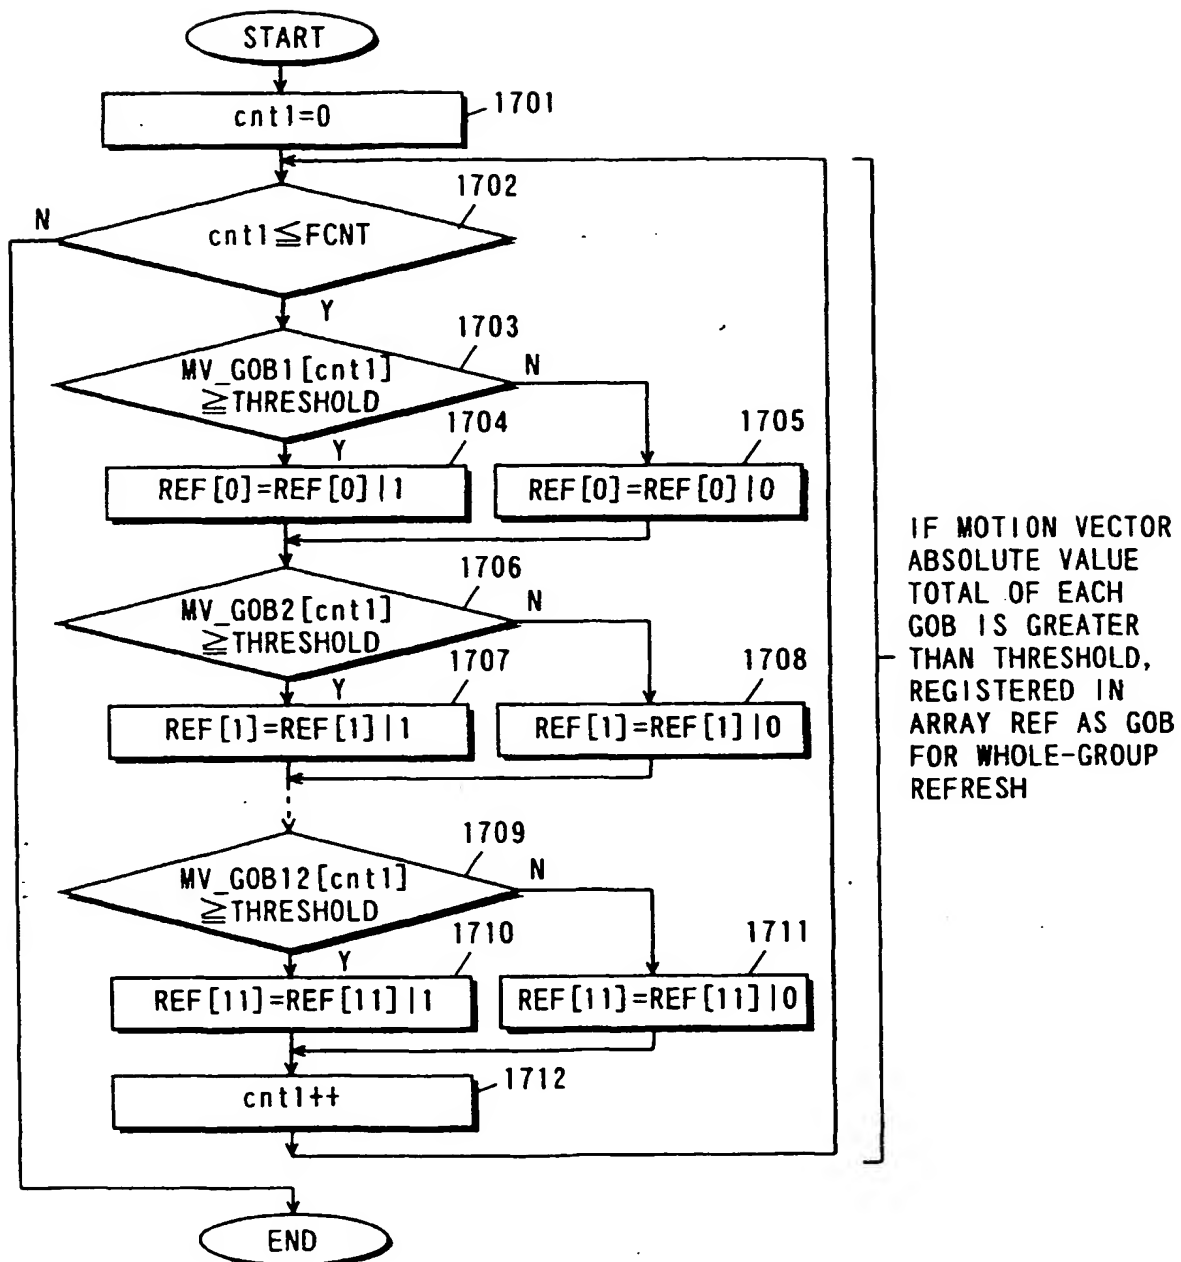 START
cnt1=0
1701
1702
N
cnt1≦FCNT
Y
1703
MV_GOB1[cnt1]
≧THRESHOLD
N
1704
Y
1705
REF[0]=REF[0]|1
REF[0]=REF[0]|0
1706
MV_GOB2[cnt1]
≧THRESHOLD
N
1707
Y
1708
REF[1]=REF[1]|1
REF[1]=REF[1]|0
1709
MV_GOB12[cnt1]
≧THRESHOLD
N
1710
Y
1711
REF[11]=REF[11]|1
REF[11]=REF[11]|0
1712
cnt1++
END
IF MOTION VECTOR
ABSOLUTE VALUE
TOTAL OF EACH
GOB IS GREATER
THAN THRESHOLD,
REGISTERED IN
ARRAY REF AS GOB
FOR WHOLE-GROUP
REFRESH